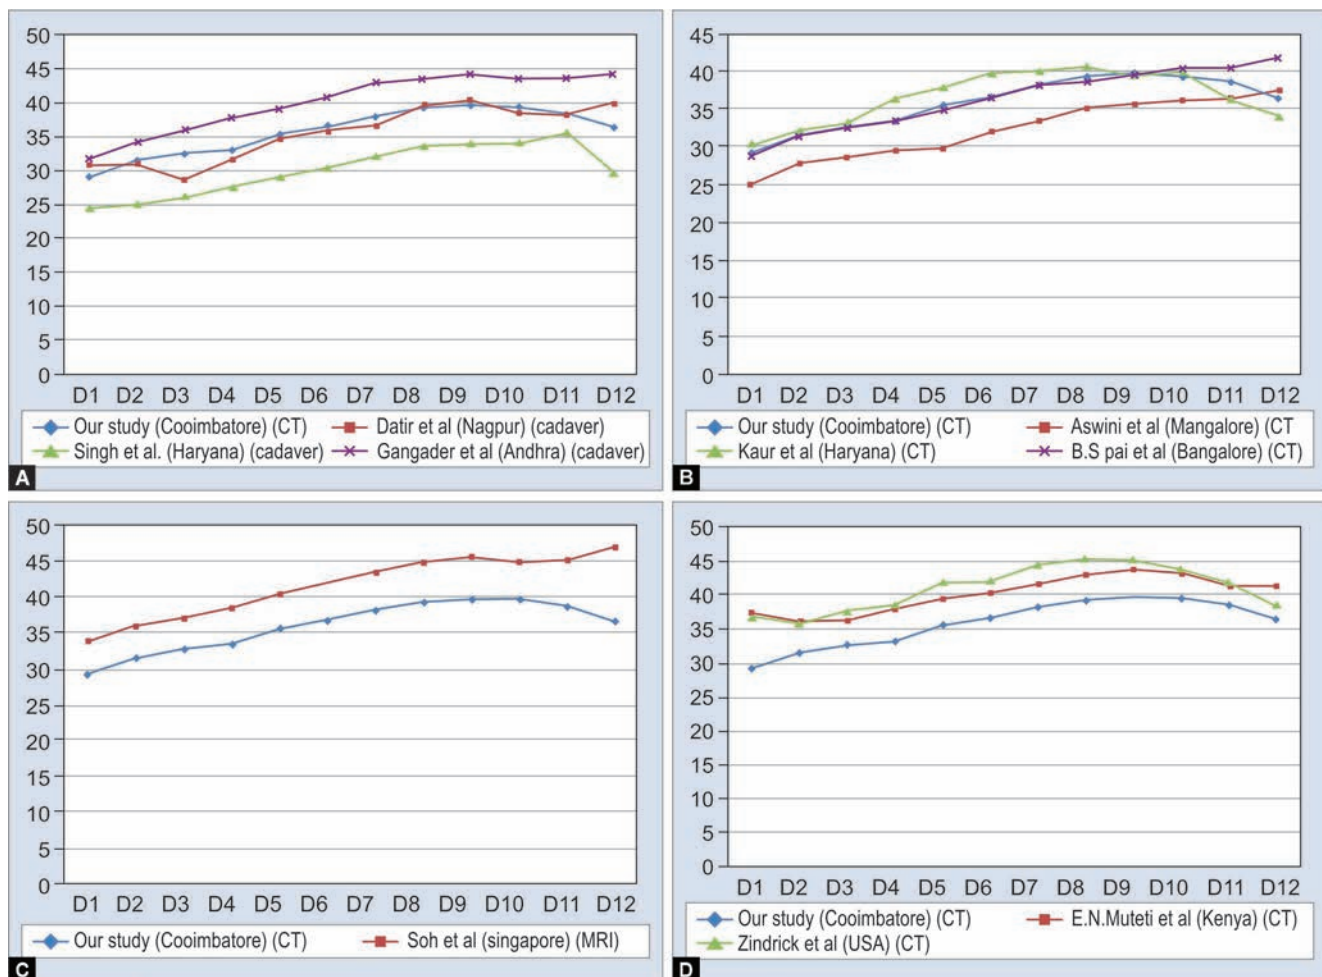 50
45
40
35
30
25
20
15
10
5
0
D1 D2 D3 D4 D5 D6 D7 D8 D9 D10 D11 D12
Our study (Cooimbatore) (CT) Datir et al (Nagpur) (cadaver)
Singh et al. (Haryana) (cadaver) Gangader et al (Andhra) (cadaver)
A
45
40
35
30
25
20
15
10
5
0
D1 D2 D3 D4 D5 D6 D7 D8 D9 D10 D11 D12
Our study (Cooimbatore) (CT) Aswini et al (Mangalore) (CT
Kaur et al (Haryana) (CT) B.S pai et al (Bangalore) (CT)
B
50
45
40
35
30
25
20
15
10
5
0
D1 D2 D3 D4 D5 D6 D7 D8 D9 D10 D11 D12
Our study (Cooimbatore) (CT) Soh et al (singapore) (MRI)
C
50
45
40
35
30
25
20
15
10
5
0
D1 D2 D3 D4 D5 D6 D7 D8 D9 D10 D11 D12
Our study (Cooimbatore) (CT) E.N.Muteti et al (Kenya) (CT)
Zindrick et al (USA) (CT)
D